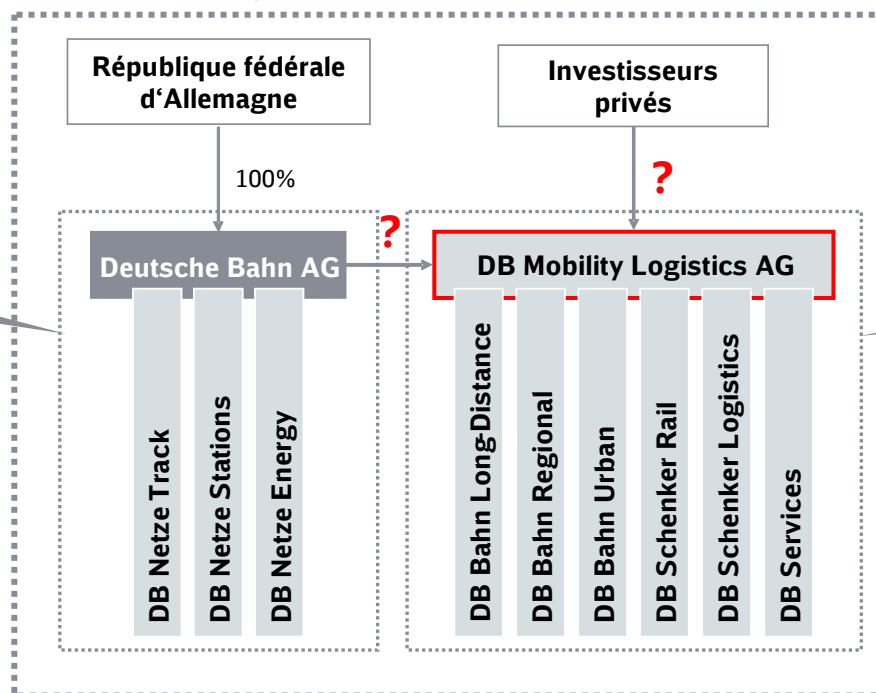 République fédérale
d‘Allemagne
Investisseurs
privés
100%
?
?
Deutsche Bahn AG
DB Mobility Logistics AG
DB Netze Track
DB Netze Stations
DB Netze Energy
DB Bahn Long-Distance
DB Bahn Regional
DB Bahn Urban
DB Schenker Rail
DB Schenker Logistics
DB Services